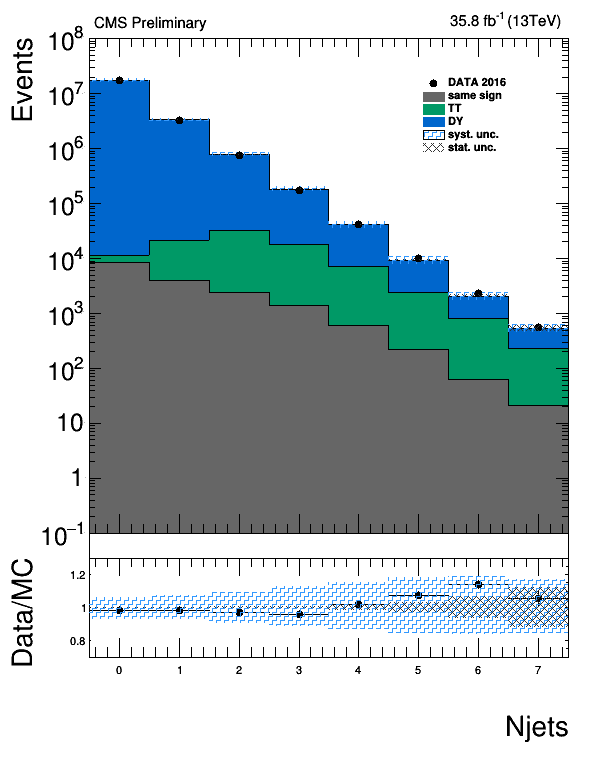 CMS Preliminary
35.8 fb⁻¹ (13TeV)
Events
10⁸
10⁷
10⁶
10⁵
10⁴
10³
10²
10
1
10⁻¹
DATA 2016
same sign
TT
DY
syst. unc.
stat. unc.
Data/MC
1.2
1
0.8
0 1 2 3 4 5 6 7
Njets